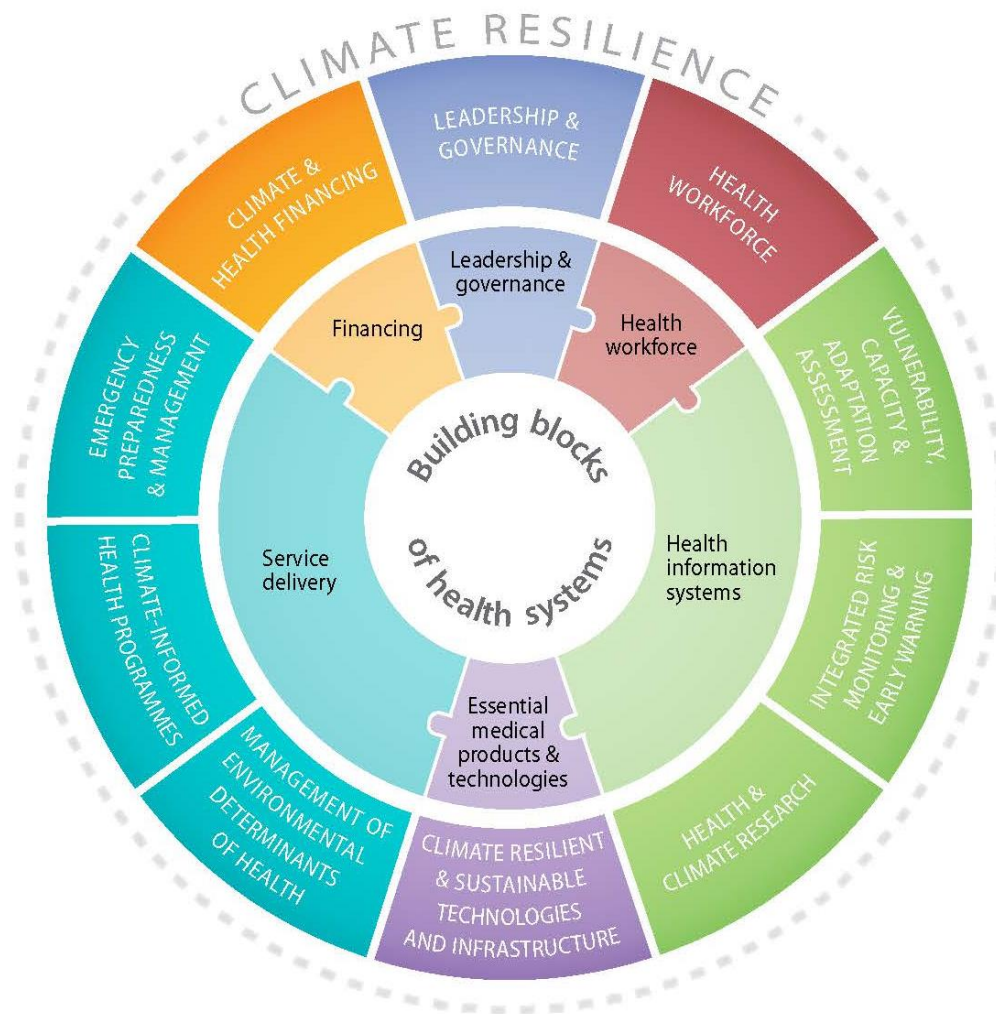 CLIMATE RESILIENCE
LEADERSHIP &
GOVERNANCE
HEALTH
WORKFORCE
VULNERABILITY,
CAPACITY &
ADAPTATION
ASSESSMENT
INTEGRATED RISK
MONITORING &
EARLY WARNING
HEALTH &
CLIMATE RESEARCH
CLIMATE RESILIENT
& SUSTAINABLE
TECHNOLOGIES
AND INFRASTRUCTURE
MANAGEMENT OF
ENVIRONMENTAL
DETERMINANTS
OF HEALTH
CLIMATE-INFORMED
HEALTH PROGRAMMES
EMERGENCY
PREPAREDNESS
& MANAGEMENT
CLIMATE &
HEALTH FINANCING
Leadership &
governance
Health
workforce
Health
information
systems
Essential
medical
products &
technologies
Service
delivery
Financing
Building blocks
of health systems